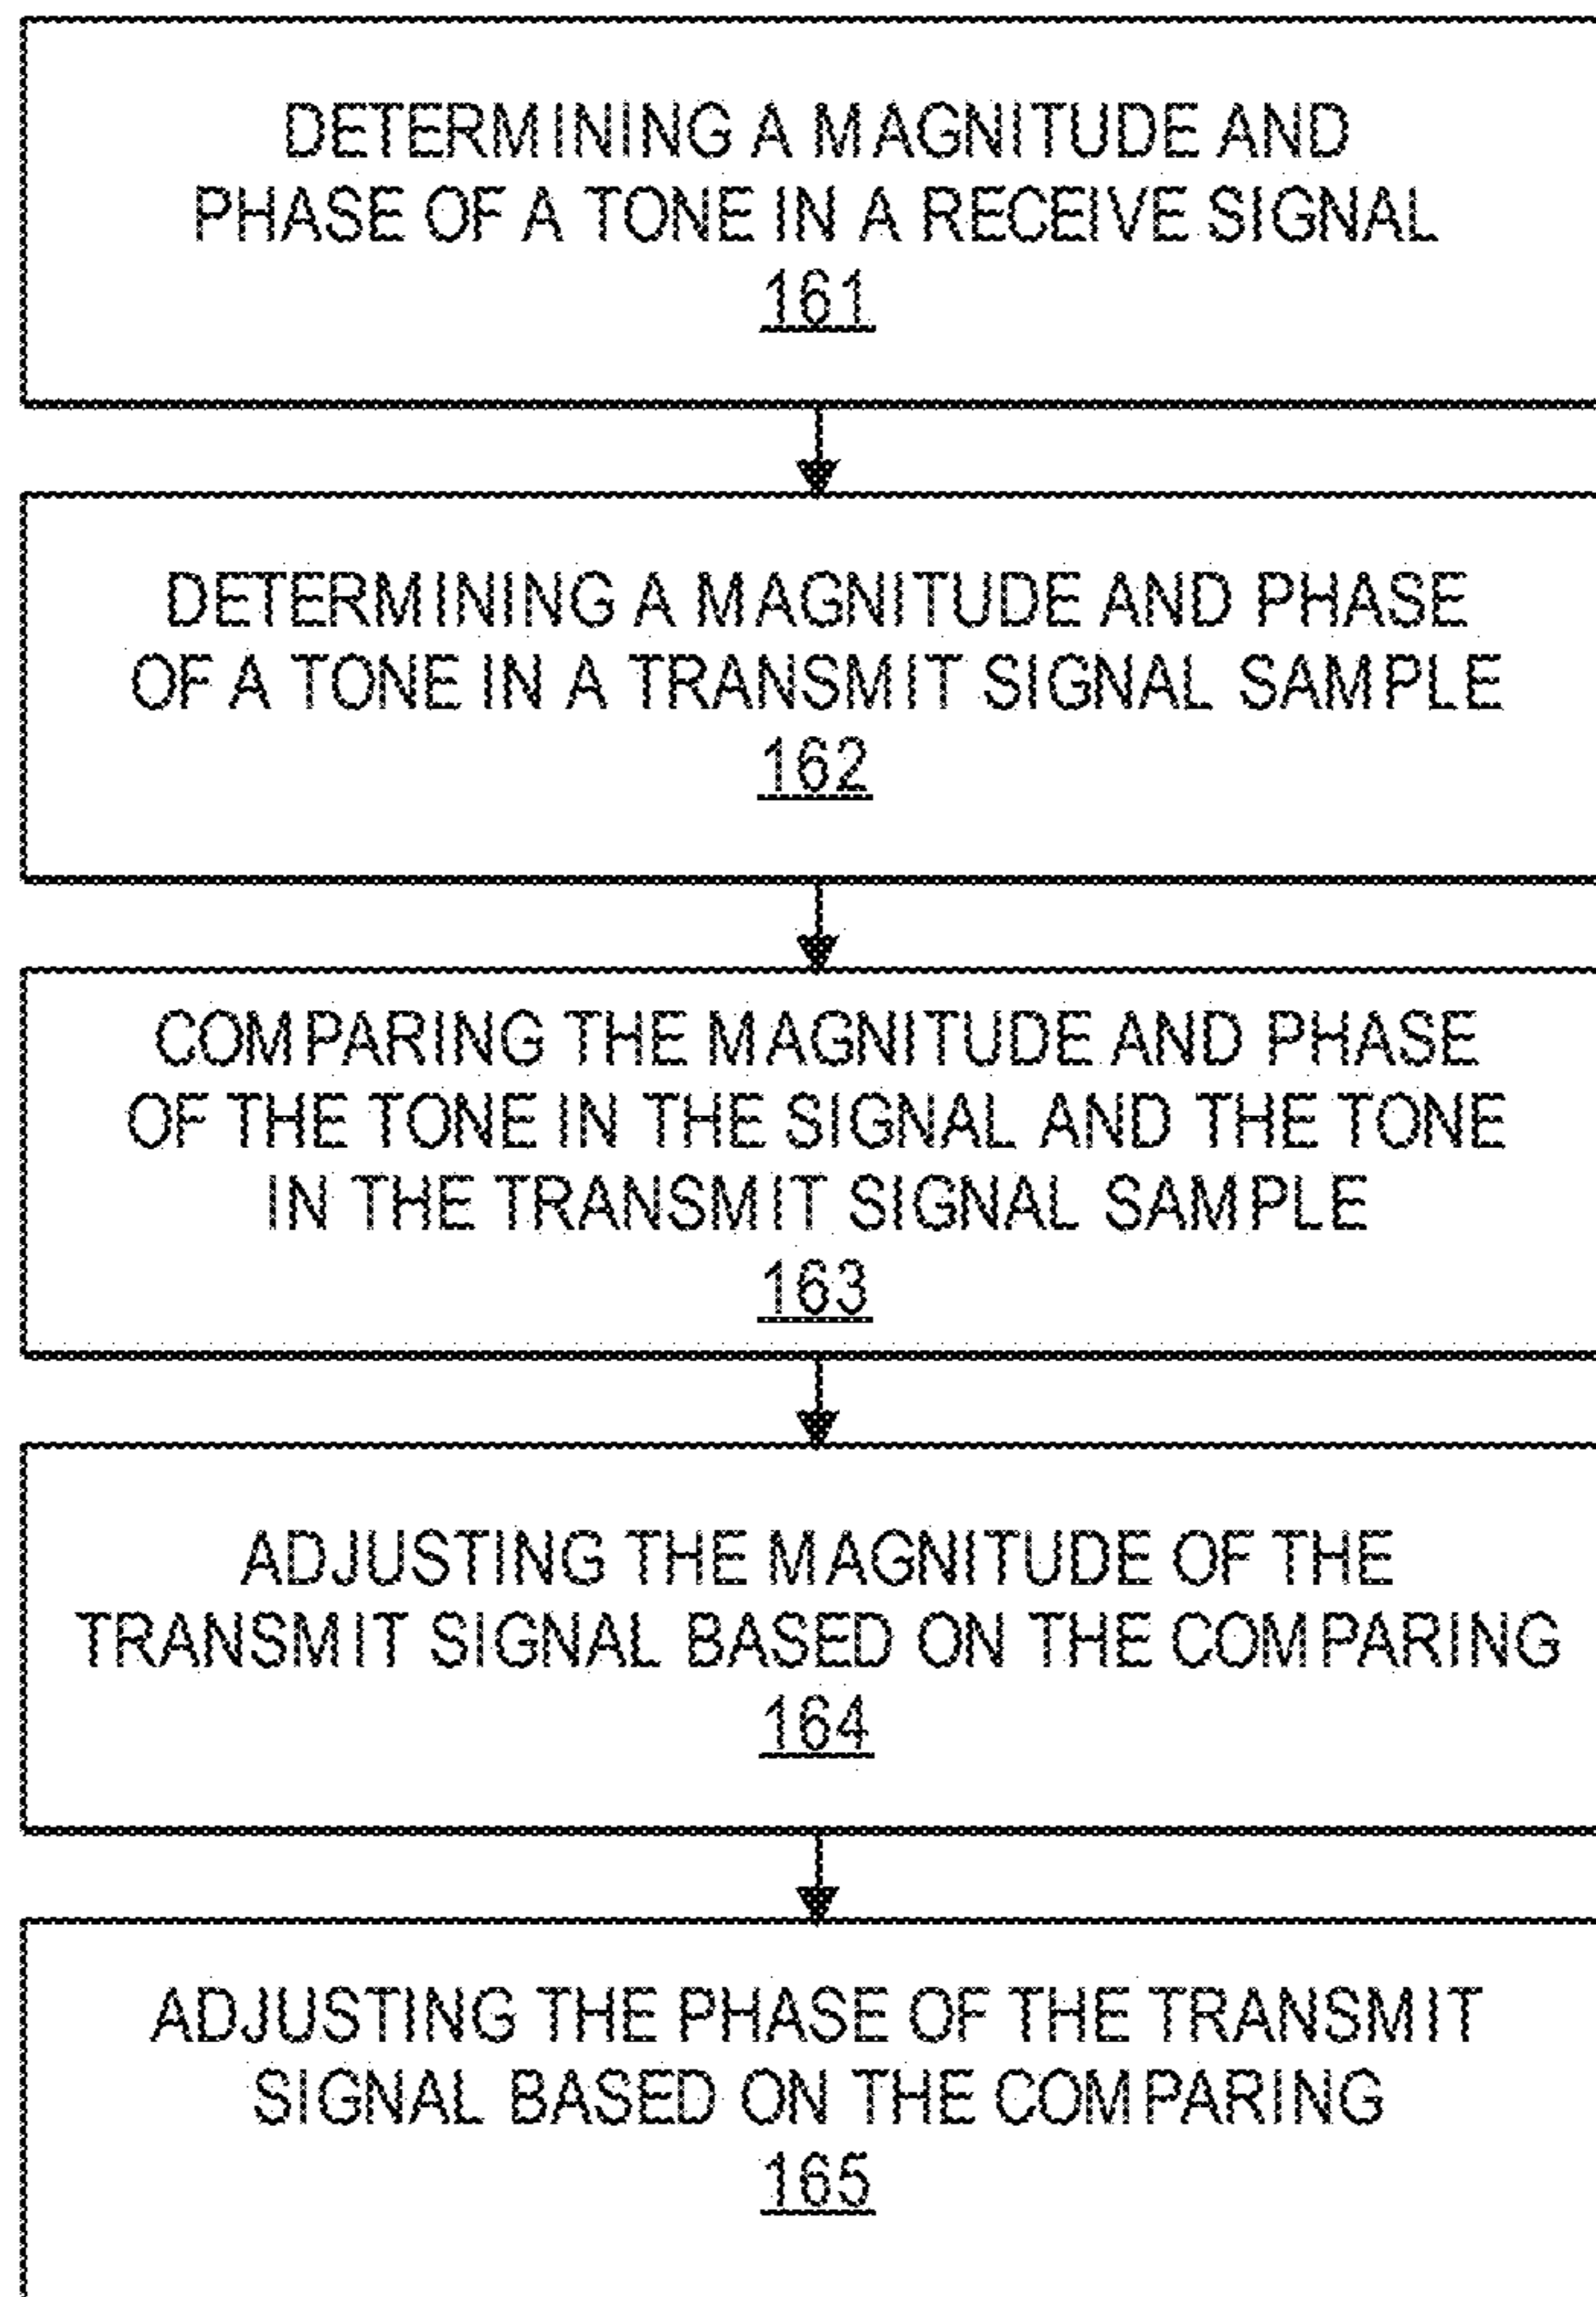 DETERMINING A MAGNITUDE AND
PHASE OF A TONE IN A RECEIVE SIGNAL
161
DETERMINING A MAGNITUDE AND PHASE
OF A TONE IN A TRANSMIT SIGNAL SAMPLE
162
COMPARING THE MAGNITUDE AND PHASE
OF THE TONE IN THE SIGNAL AND THE TONE
IN THE TRANSMIT SIGNAL SAMPLE
163
ADJUSTING THE MAGNITUDE OF THE
TRANSMIT SIGNAL BASED ON THE COMPARING
164
ADJUSTING THE PHASE OF THE TRANSMIT
SIGNAL BASED ON THE COMPARING
165